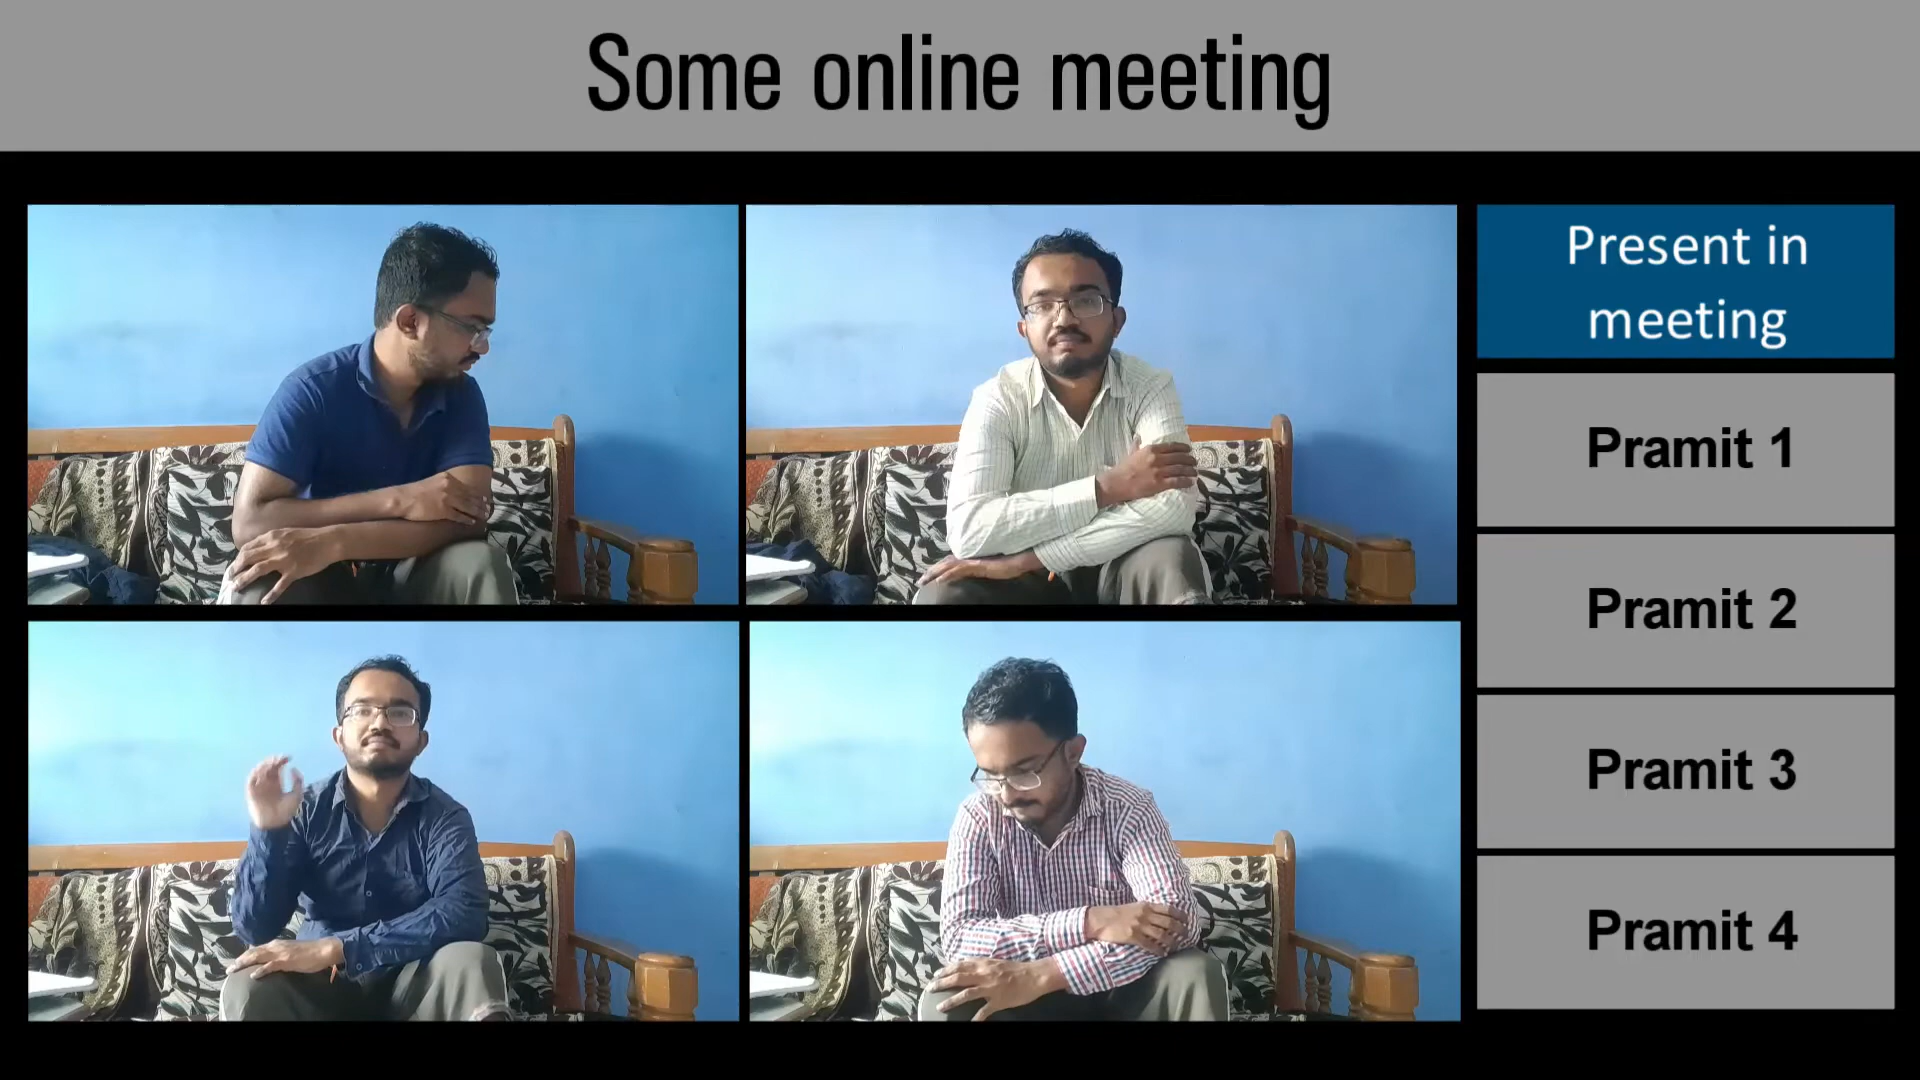 Some online meeting
Present in
meeting
Pramit 1
Pramit 2
Pramit 3
Pramit 4